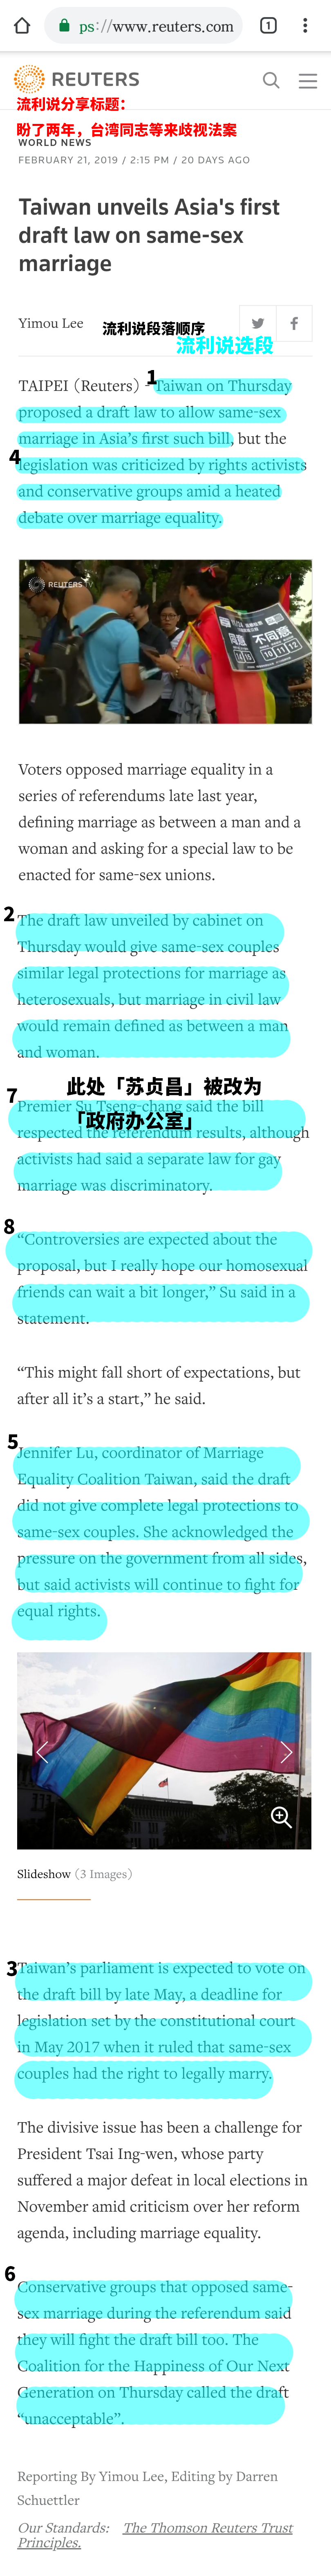 ps://www.reuters.com
1
REUTERS
流利说分享标题：
盼了两年，台湾同志等来歧视法案
WORLD NEWS
FEBRUARY 21, 2019 / 2:15 PM / 20 DAYS AGO
Taiwan unveils Asia's first
draft law on same-sex
marriage
Yimou Lee
流利说段落顺序
流利说选段
1
TAIPEI (Reuters) - Taiwan on Thursday
proposed a draft law to allow same-sex
marriage in Asia's first such bill, but the
4
legislation was criticized by rights activists
and conservative groups amid a heated
debate over marriage equality.
REUTERS TV
不同意
10 11 12
Voters opposed marriage equality in a
series of referendums late last year,
defining marriage as between a man and a
woman and asking for a special law to be
enacted for same-sex unions.
2
The draft law unveiled by cabinet on
Thursday would give same-sex couples
similar legal protections for marriage as
heterosexuals, but marriage in civil law
would remain defined as between a man
and woman.
此处「苏贞昌」被改为
「政府办公室」
7
Premier Su Tseng-chang said the bill
respected the referendum results, although
activists had said a separate law for gay
marriage was discriminatory.
8
“Controversies are expected about the
proposal, but I really hope our homosexual
friends can wait a bit longer,” Su said in a
statement.
“This might fall short of expectations, but
after all it’s a start,” he said.
5
Jennifer Lu, coordinator of Marriage
Equality Coalition Taiwan, said the draft
did not give complete legal protections to
same-sex couples. She acknowledged the
pressure on the government from all sides,
but said activists will continue to fight for
equal rights.
Slideshow (3 Images)
3
Taiwan’s parliament is expected to vote on
the draft bill by late May, a deadline for
legislation set by the constitutional court
in May 2017 when it ruled that same-sex
couples had the right to legally marry.
The divisive issue has been a challenge for
President Tsai Ing-wen, whose party
suffered a major defeat in local elections in
November amid criticism over her reform
agenda, including marriage equality.
6
Conservative groups that opposed same-
sex marriage during the referendum said
they will fight the draft bill too. The
Coalition for the Happiness of Our Next
Generation on Thursday called the draft
“unacceptable”.
Reporting By Yimou Lee, Editing by Darren
Schuettler
Our Standards: The Thomson Reuters Trust
Principles.